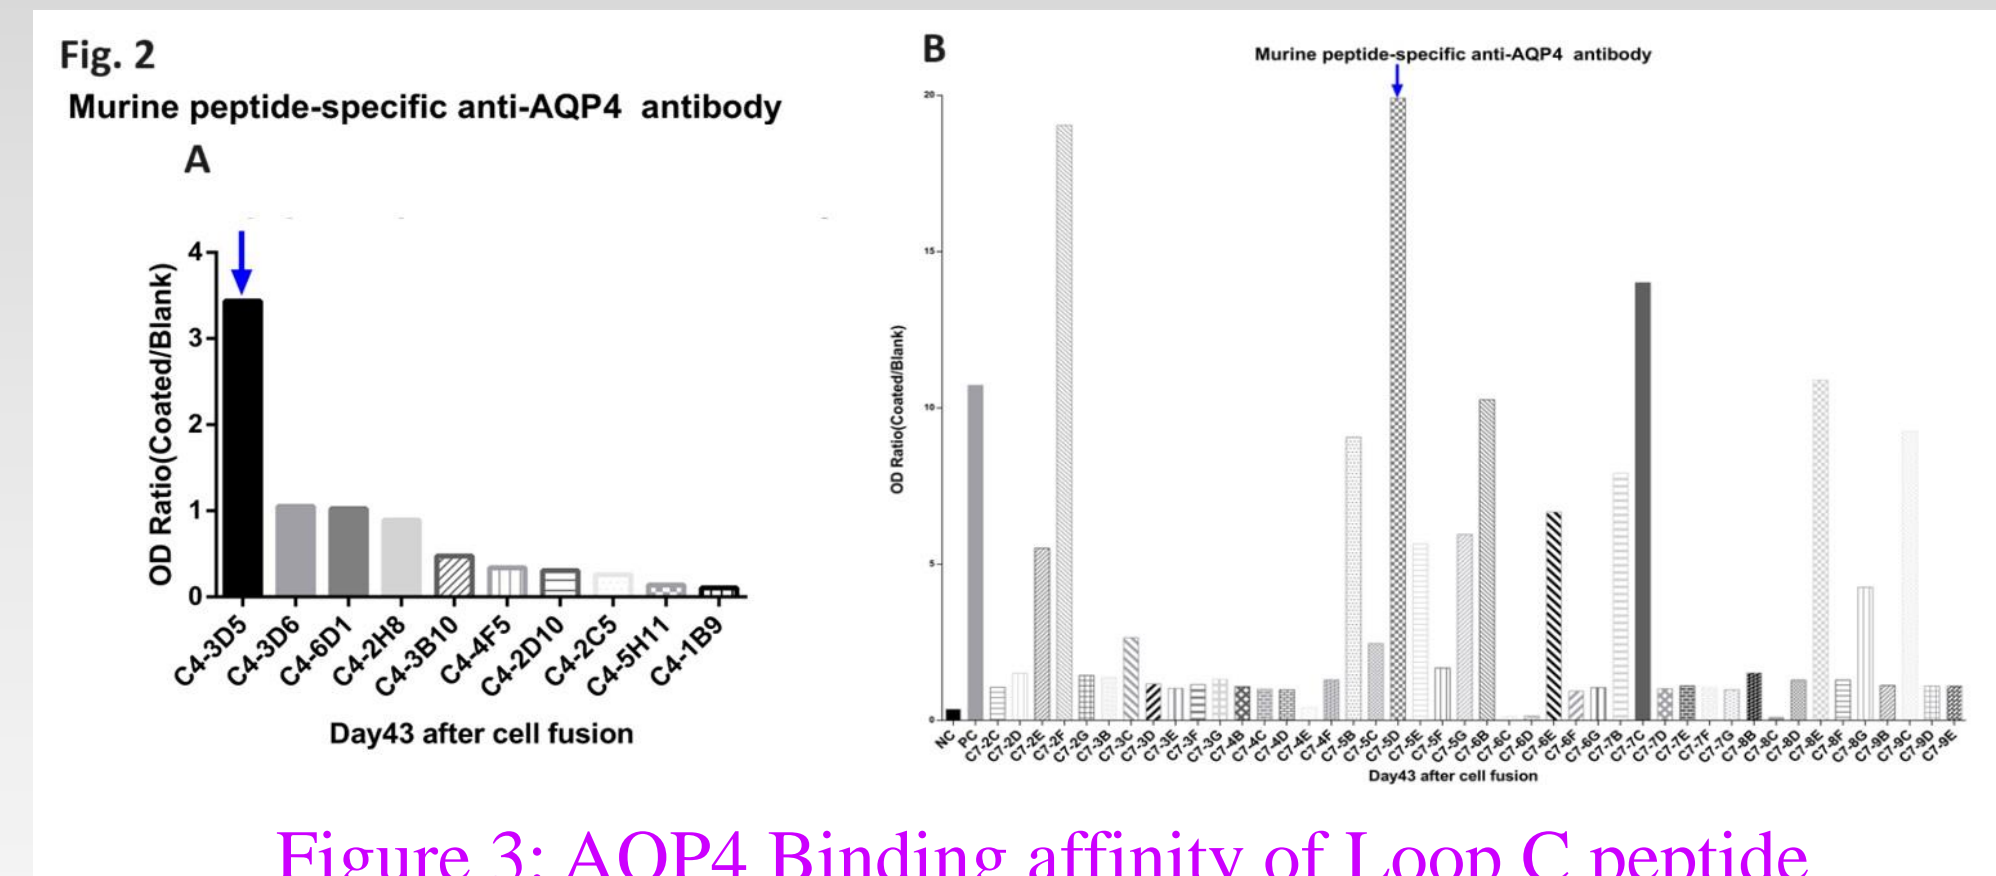 Fig. 2
Murine peptide-specific anti-AQP4 antibody
A
4
3
2
1
0
OD Ratio(Coated/Blank)
C4-3D5
C4-3D6
C4-6D1
C4-2H8
C4-3B10
C4-4F5
C4-2D10
C4-2C5
C4-5H11
C4-1B9
Day43 after cell fusion
B
Murine peptide-specific anti-AQP4 antibody
20
15
10
5
0
OD Ratio(Coated/Blank)
NC
PC
C7-2C
C7-2D
C7-2E
C7-2F
C7-2G
C7-3B
C7-3C
C7-3D
C7-3E
C7-3F
C7-3G
C7-4B
C7-4C
C7-4D
C7-4E
C7-4F
C7-5B
C7-5C
C7-5D
C7-5E
C7-5F
C7-5G
C7-6B
C7-6C
C7-6D
C7-6E
C7-6F
C7-6G
C7-7B
C7-7C
C7-7D
C7-7E
C7-7F
C7-7G
C7-8B
C7-8C
C7-8D
C7-8E
C7-8F
C7-8G
C7-9B
C7-9C
C7-9D
C7-9E
Day43 after cell fusion
Figure 3: AQP4 Binding affinity of Loop C peptide